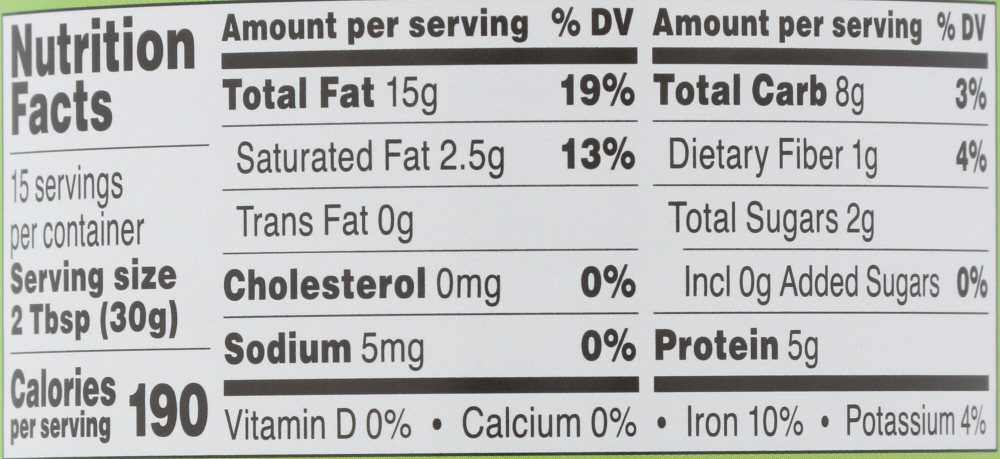 Nutrition
Facts
15 servings
per container
Serving size
2 Tbsp (30g)
Calories
per serving 190
Amount per serving % DV
Total Fat 15g 19%
Saturated Fat 2.5g 13%
Trans Fat 0g
Cholesterol 0mg 0%
Sodium 5mg 0%
Amount per serving % DV
Total Carb 8g 3%
Dietary Fiber 1g 4%
Total Sugars 2g
Incl 0g Added Sugars 0%
Protein 5g
Vitamin D 0% • Calcium 0% • Iron 10% • Potassium 4%